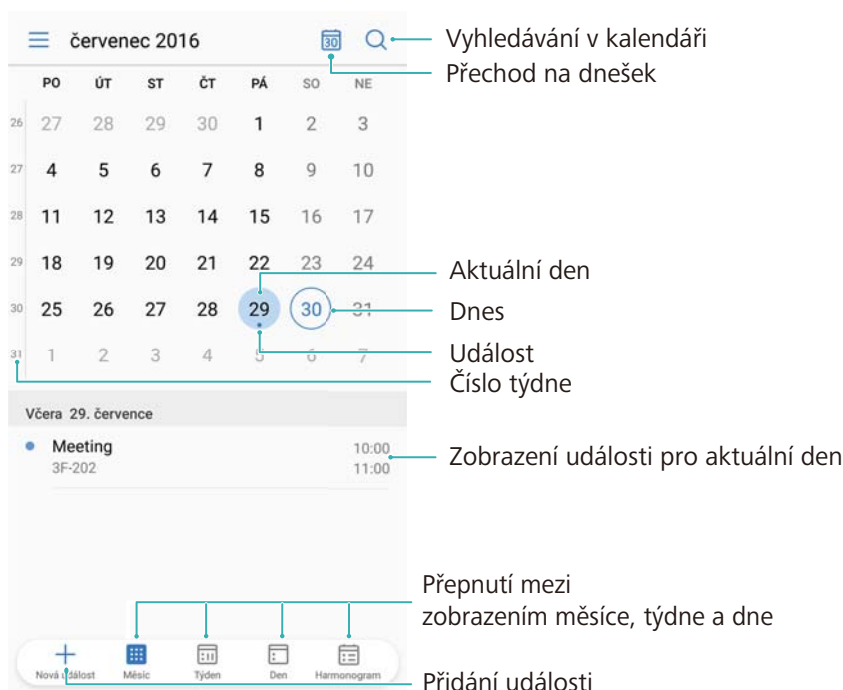 červenec 2016
30
Vyhledávání v kalendáři
Přechod na dnešek
PO ÚT ST ČT PÁ SO NE
26 27 28 29 30 1 2 3
27 4 5 6 7 8 9 10
28 11 12 13 14 15 16 17
29 18 19 20 21 22 23 24
Aktuální den
30 25 26 27 28 29 30 31
Dnes
Událost
31 1 2 3 4 5 6 7
Číslo týdne
Včera 29. července
Meeting 10:00
3F-202 11:00
Zobrazení události pro aktuální den
Přepnutí mezi
zobrazením měsíce, týdne a dne
Nová událost Měsíc Týden Den Harmonogram
Přidání události